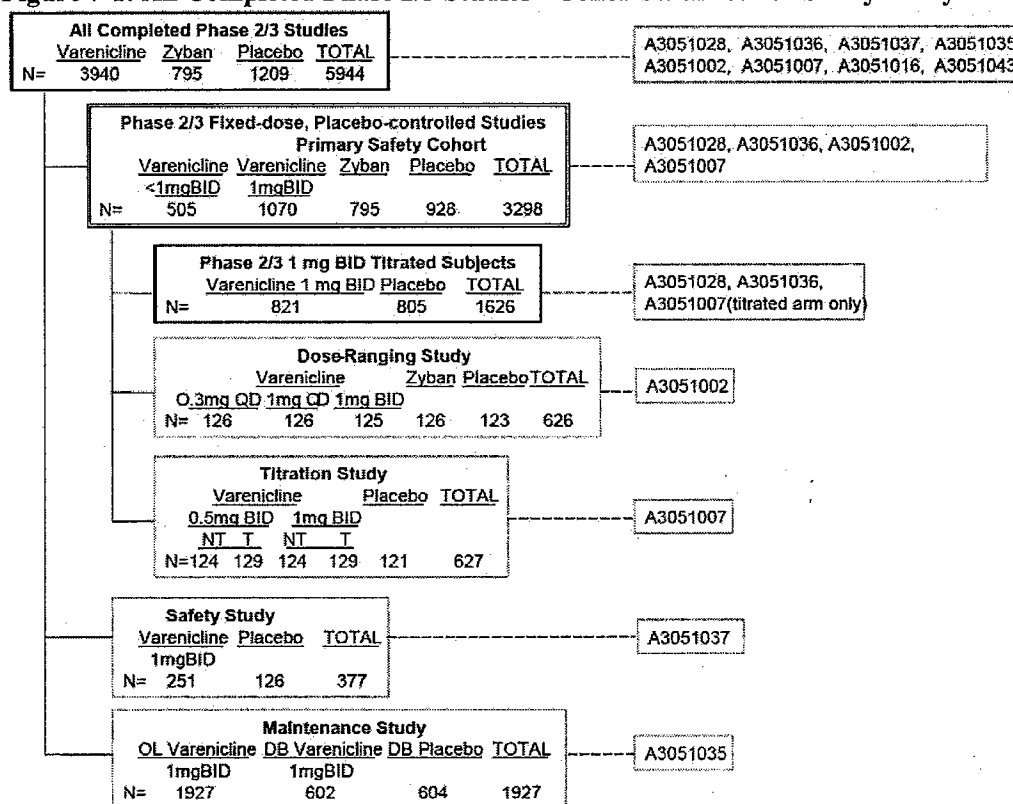 All Completed Phase 2/3 Studies
Varenicline Zyban Placebo TOTAL
N= 3940 795 1209 5944
A3051028, A3051036, A3051037, A3051035
A3051002, A3051007, A3051016, A3051043
Phase 2/3 Fixed-dose, Placebo-controlled Studies
Primary Safety Cohort
Varenicline Varenicline Zyban Placebo TOTAL
<1mgBID 1mgBID
N= 505 1070 795 928 3298
A3051028, A3051036, A3051002,
A3051007
Phase 2/3 1 mg BID Titrated Subjects
Varenicline 1 mg BID Placebo TOTAL
N= 821 805 1626
A3051028, A3051036,
A3051007(titrated arm only)
Dose-Ranging Study
Varenicline Zyban Placebo TOTAL
0.3mg QD 1mg QD 1mg BID
N= 126 126 125 126 123 626
A3051002
Titration Study
Varenicline Placebo TOTAL
0.5mg BID 1mg BID
NT T NT T
N=124 129 124 129 121 627
A3051007
Safety Study
Varenicline Placebo TOTAL
1mgBID
N= 251 126 377
A3051037
Maintenance Study
OL Varenicline DB Varenicline DB Placebo TOTAL
1mgBID 1mgBID
N= 1927 602 604 1927
A3051035